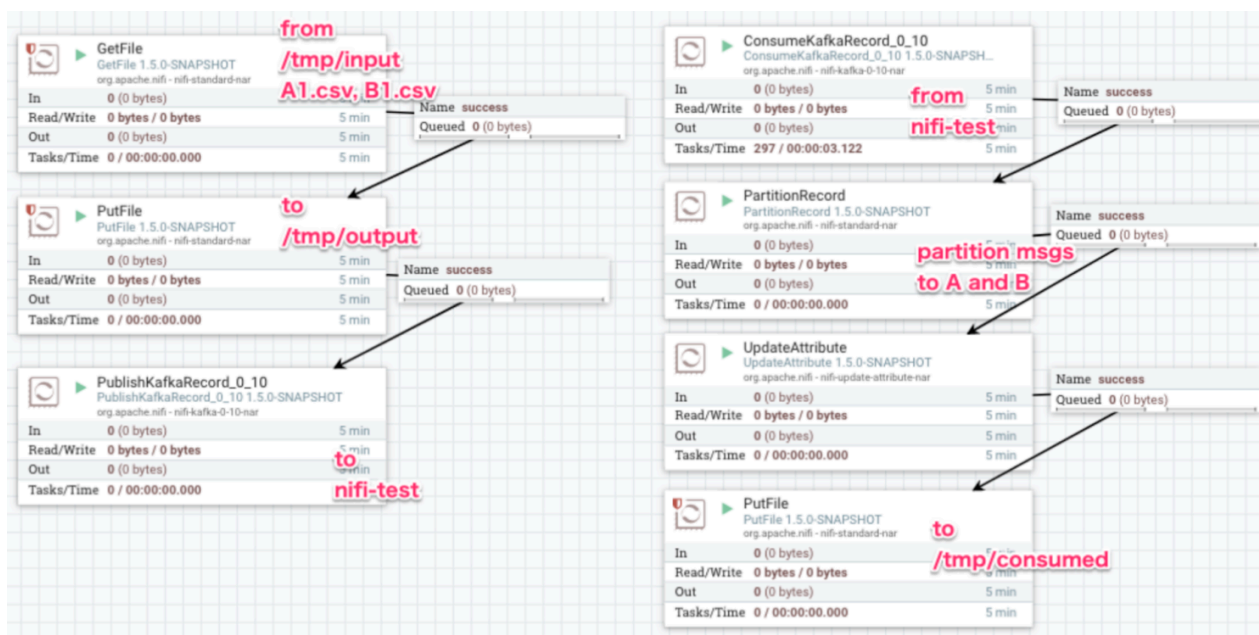 GetFile
GetFile 1.5.0-SNAPSHOT
org.apache.nifi - nifi-standard-nar
In 0 (0 bytes) 5 min
Read/Write 0 bytes / 0 bytes 5 min
Out 0 (0 bytes) 5 min
Tasks/Time 0 / 00:00:00.000 5 min
from
/tmp/input
A1.csv, B1.csv
Name success
Queued 0 (0 bytes)
PutFile
PutFile 1.5.0-SNAPSHOT
org.apache.nifi - nifi-standard-nar
In 0 (0 bytes) 5 min
Read/Write 0 bytes / 0 bytes 5 min
Out 0 (0 bytes) 5 min
Tasks/Time 0 / 00:00:00.000 5 min
to
/tmp/output
Name success
Queued 0 (0 bytes)
PublishKafkaRecord_0_10
PublishKafkaRecord_0_10 1.5.0-SNAPSHOT
org.apache.nifi - nifi-kafka-0-10-nar
In 0 (0 bytes) 5 min
Read/Write 0 bytes / 0 bytes 5 min
Out 0 (0 bytes) 5 min
Tasks/Time 0 / 00:00:00.000
to
nifi-test
ConsumeKafkaRecord_0_10
ConsumeKafkaRecord_0_10 1.5.0-SNAPSH...
org.apache.nifi - nifi-kafka-0-10-nar
In 0 (0 bytes) 5 min
Read/Write 0 bytes / 0 bytes 5 min
Out 0 (0 bytes) min
Tasks/Time 297 / 00:00:03.122 5 min
from
nifi-test
Name success
Queued 0 (0 bytes)
PartitionRecord
PartitionRecord 1.5.0-SNAPSHOT
org.apache.nifi - nifi-standard-nar
In 0 (0 bytes) 5 min
Read/Write 0 bytes / 0 bytes min
Out 0 (0 bytes) 5 min
Tasks/Time 0 / 00:00:00.000 5 min
partition msgs
to A and B
Name success
Queued 0 (0 bytes)
UpdateAttribute
UpdateAttribute 1.5.0-SNAPSHOT
org.apache.nifi - nifi-update-attribute-nar
In 0 (0 bytes) 5 min
Read/Write 0 bytes / 0 bytes 5 min
Out 0 (0 bytes) 5 min
Tasks/Time 0 / 00:00:00.000 5 min
Name success
Queued 0 (0 bytes)
PutFile
PutFile 1.5.0-SNAPSHOT
org.apache.nifi - nifi-standard-nar
In 0 (0 bytes) 5 min
Read/Write 0 bytes / 0 bytes 5 min
Out 0 (0 bytes) 5 min
Tasks/Time 0 / 00:00:00.000 5 min
to
/tmp/consumed